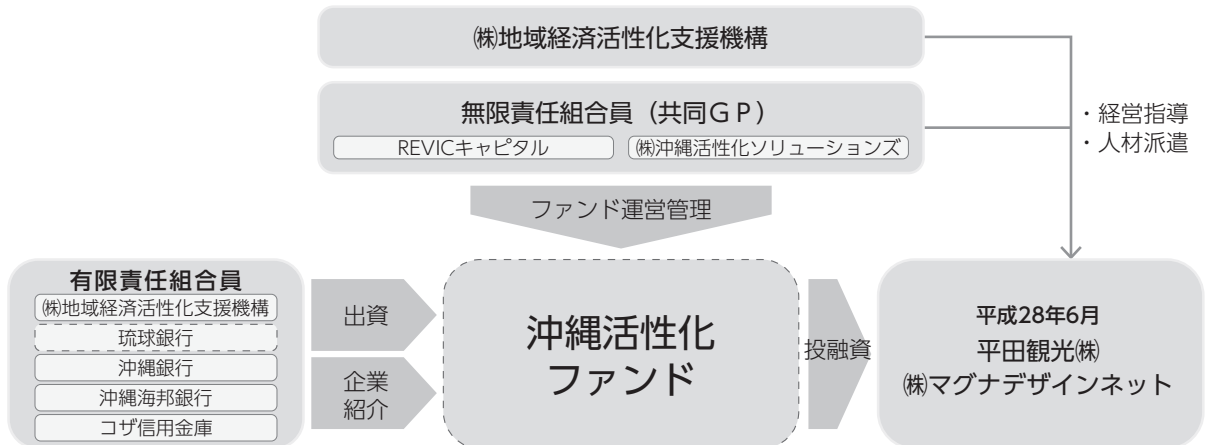 ㈱地域経済活性化支援機構
無限責任組合員（共同ＧＰ）
REVICキャピタル
㈱沖縄活性化ソリューションズ
・経営指導
・人材派遣
ファンド運営管理
有限責任組合員
㈱地域経済活性化支援機構
琉球銀行
沖縄銀行
沖縄海邦銀行
コザ信用金庫
出資
企業
紹介
沖縄活性化
ファンド
投融資
平成28年6月
平田観光㈱
㈱マグナデザインネット